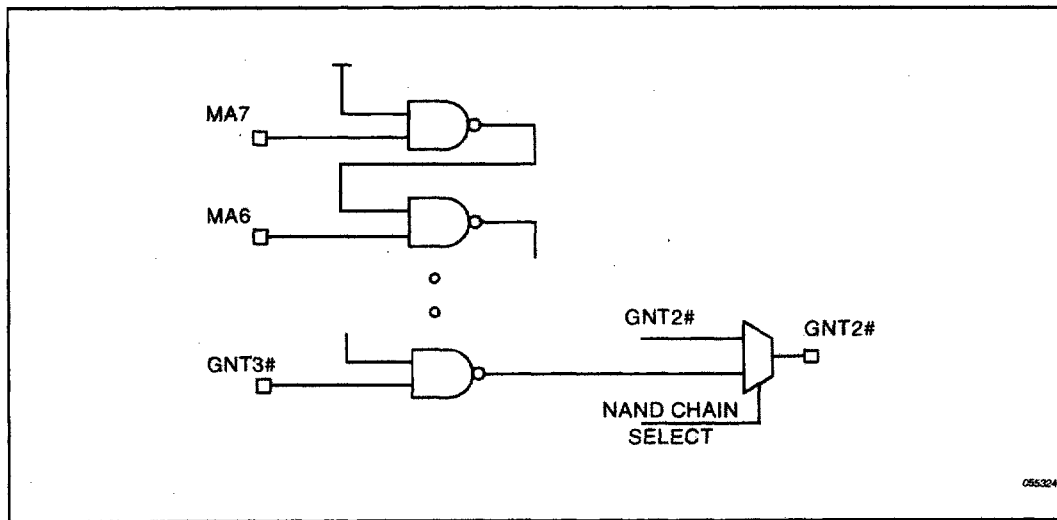 MA7
MA6
GNT2#
GNT2#
GNT3#
NAND CHAIN
SELECT
055324